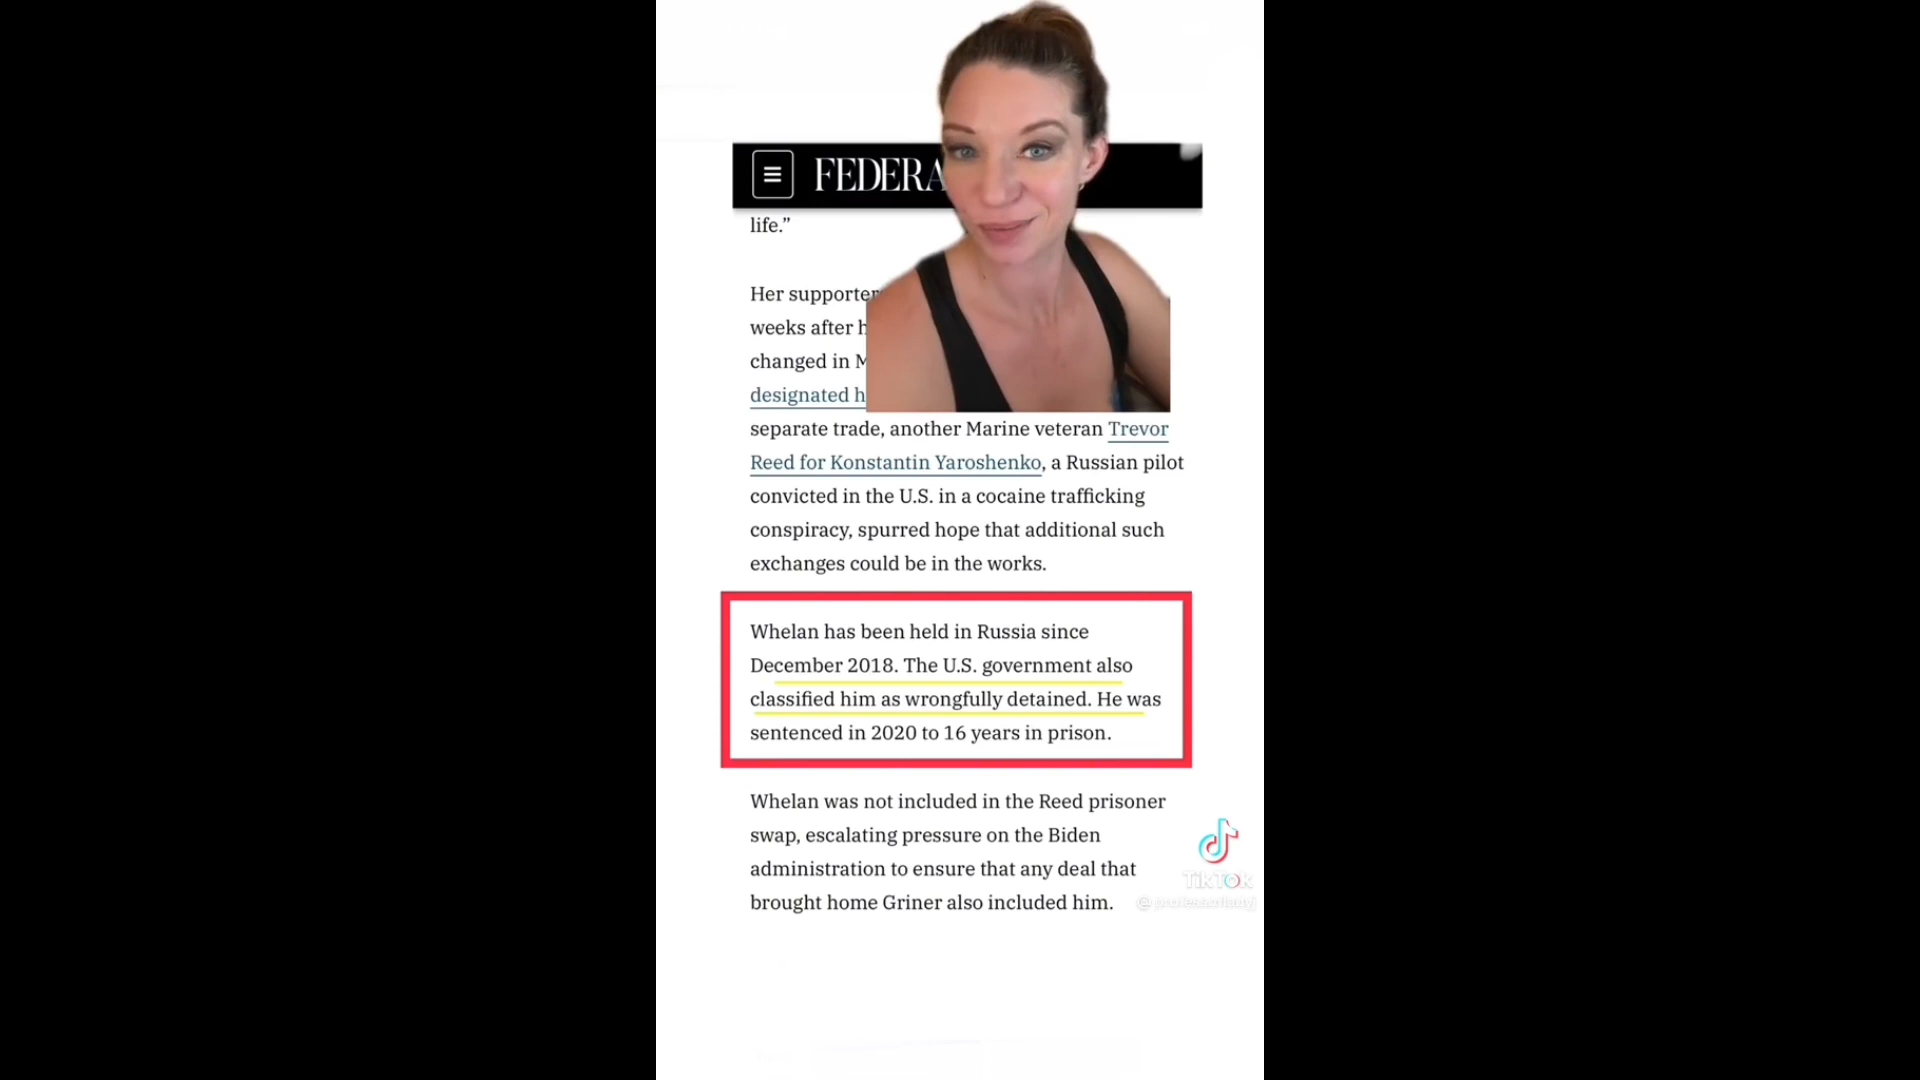 FEDERA
life.”
Her supporter
weeks after h
changed in M
designated h
separate trade, another Marine veteran Trevor
Reed for Konstantin Yaroshenko, a Russian pilot
convicted in the U.S. in a cocaine trafficking
conspiracy, spurred hope that additional such
exchanges could be in the works.
Whelan has been held in Russia since
December 2018. The U.S. government also
classified him as wrongfully detained. He was
sentenced in 2020 to 16 years in prison.
Whelan was not included in the Reed prisoner
swap, escalating pressure on the Biden
administration to ensure that any deal that
brought home Griner also included him.
TikTok